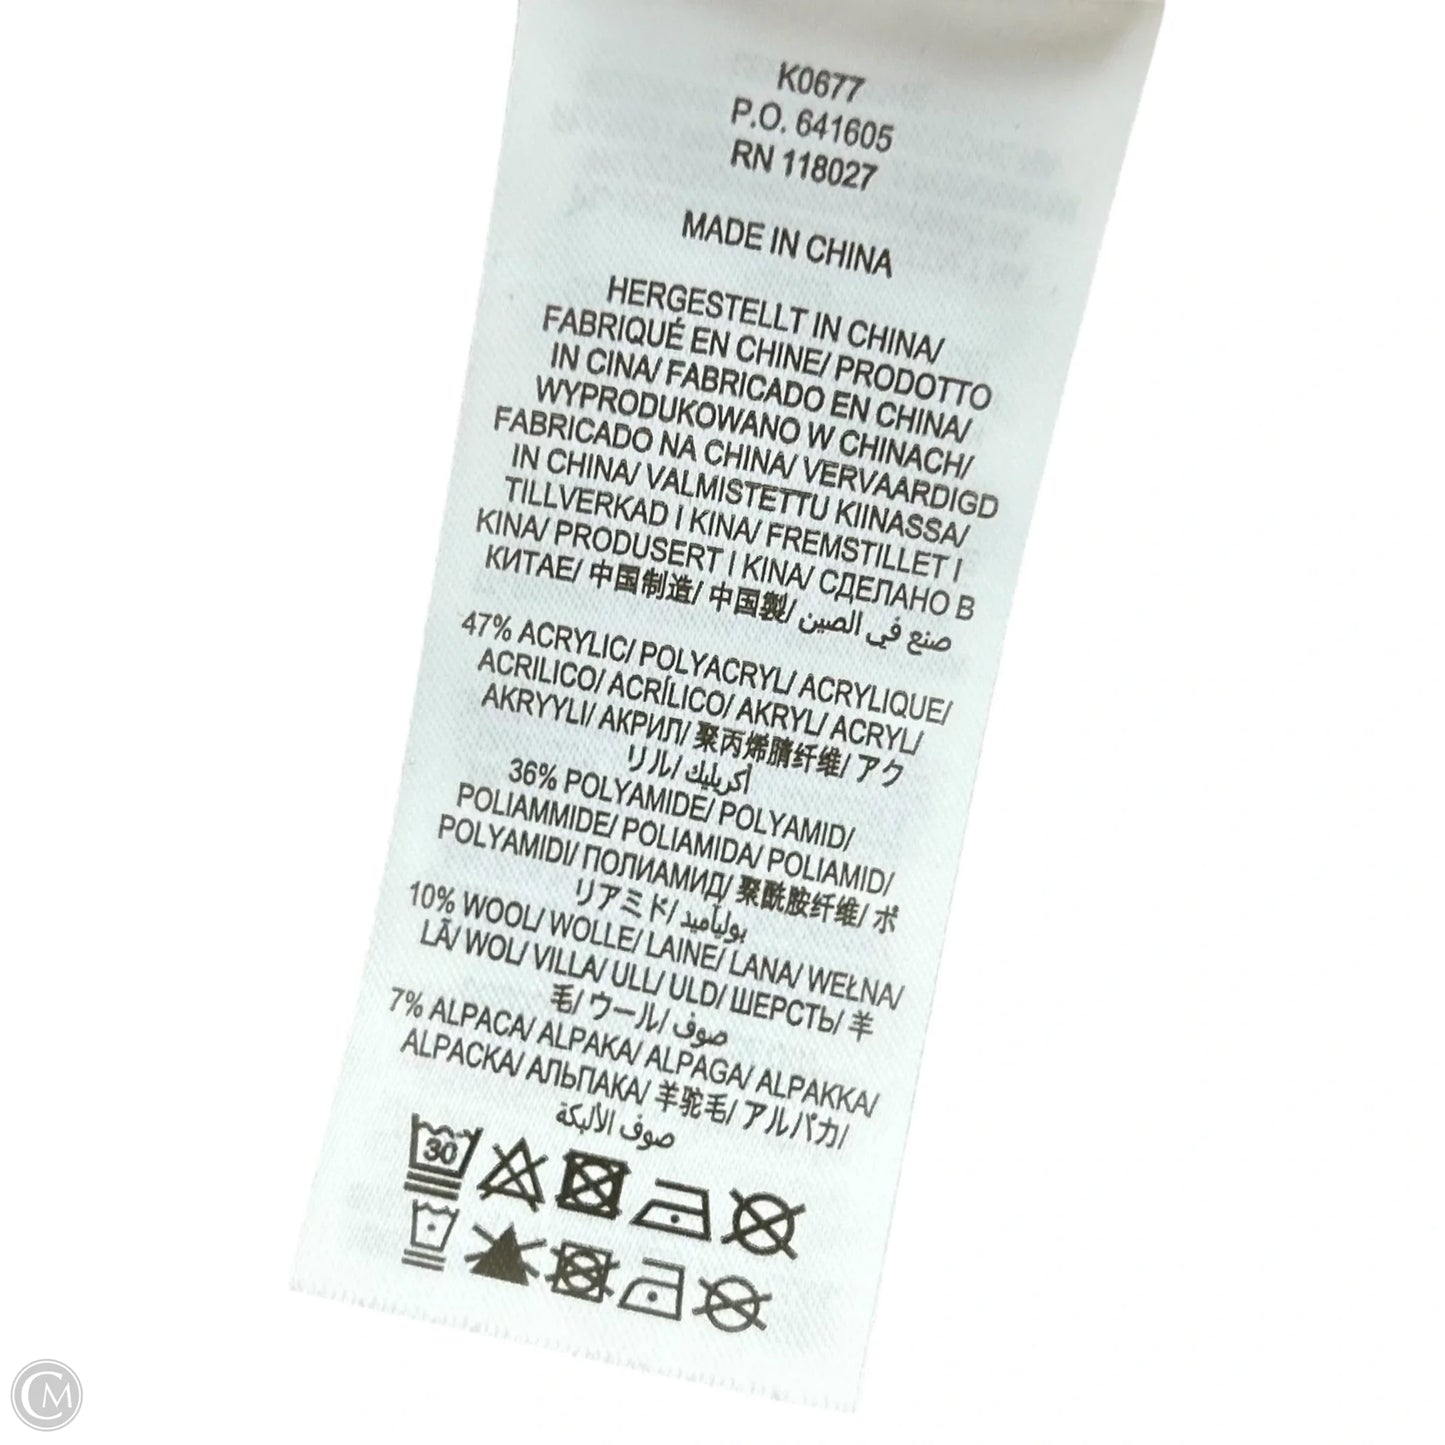 K0677
P.O. 641605
RN 118027
MADE IN CHINA
HERGESTELLT IN CHINA/
FABRIQUÉ EN CHINE/ PRODOTTO
IN CINA/ FABRICADO EN CHINA/
WYPRODUKOWANO W CHINACH/
FABRICADO NA CHINA/ VERVAARDIGD
IN CHINA/ VALMISTETTU KIINASSA/
TILLVERKAD I KINA/ FREMSTILLET I
KINA/ PRODUSERT I KINA/ СДЕЛАНО В
КИТАЕ/ 中国制造/ 中国製/ صنع في الصين
47% ACRYLIC/ POLYACRYL/ ACRYLIQUE/
ACRILICO/ ACRÍLICO/ AKRYL/ ACRYL/
AKRYYLI/ АКРИЛ/ 聚丙烯腈纤维/ アク
リル/ أكريليك
36% POLYAMIDE/ POLYAMID/
POLIAMMIDE/ POLIAMIDA/ POLIAMID/
POLYAMIDI/ ПОЛИАМИД/ 聚酰胺纤维/ ポ
リアミド/ بولياميد
10% WOOL/ WOLLE/ LAINE/ LANA/ WEŁNA/
LÃ/ WOL/ VILLA/ ULL/ ULD/ ШЕРСТЬ/ 羊
毛/ ウール/ صوف
7% ALPACA/ ALPAKA/ ALPAGA/ ALPAKKA/
ALPACKA/ АЛЬПАКА/ 羊驼毛/ アルパカ/
صوف الألبكة
30
CM